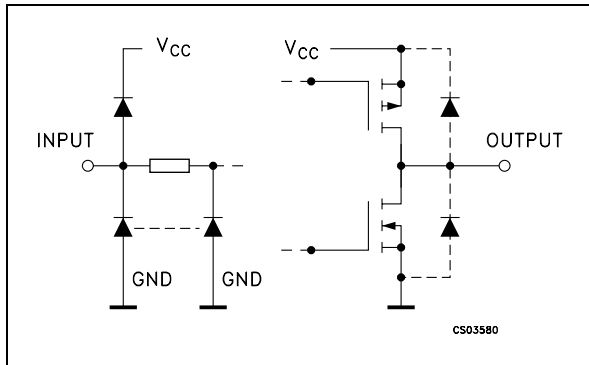 VCC
VCC
INPUT
OUTPUT
GND
GND
CS03580